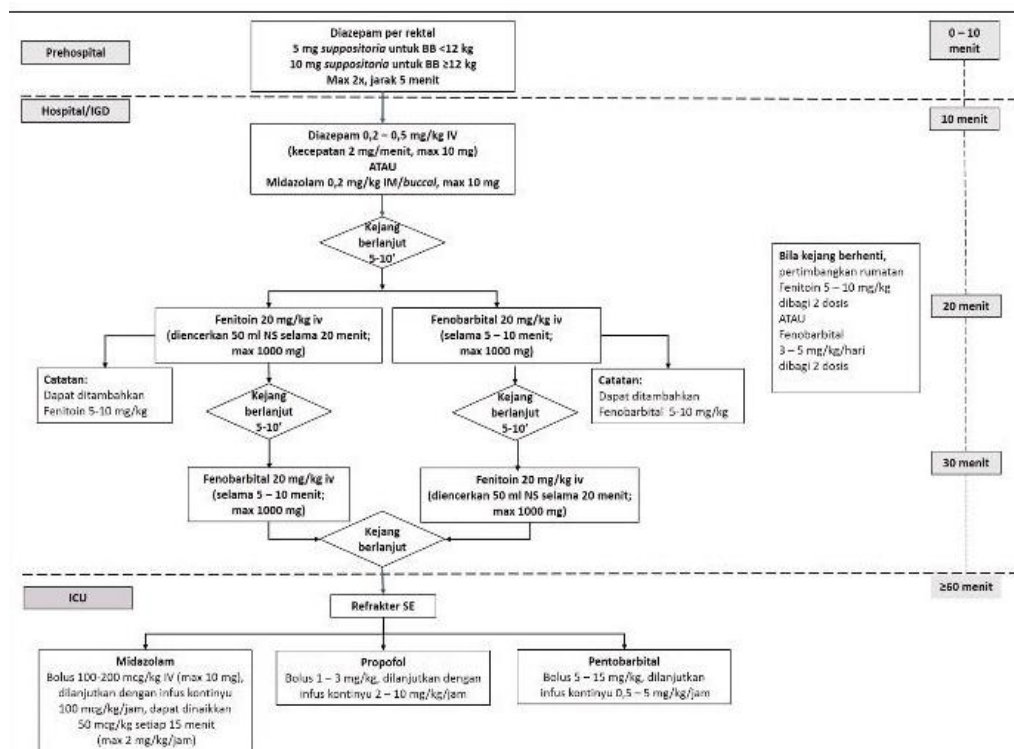 Prehospital
Diazepam per rektal
5 mg suppositoria untuk BB <12 kg
10 mg suppositoria untuk BB ≥12 kg
Max 2x, jarak 5 menit
0 – 10
menit
Hospital/IGD
10 menit
Diazepam 0,2 – 0,5 mg/kg IV
(kecepatan 2 mg/menit, max 10 mg)
ATAU
Midazolam 0,2 mg/kg IM/buccal, max 10 mg
Kejang
berlanjut
5-10'
Bila kejang berhenti,
pertimbangkan rumatan
Fenitoin 5 – 10 mg/kg
dibagi 2 dosis
ATAU
Fenobarbital
3 – 5 mg/kg/hari
dibagi 2 dosis
20 menit
Fenitoin 20 mg/kg iv
(diencerkan 50 ml NS selama 20 menit;
max 1000 mg)
Fenobarbital 20 mg/kg iv
(selama 5 – 10 menit;
max 1000 mg)
Catatan:
Dapat ditambahkan
Fenitoin 5-10 mg/kg
Kejang
berlanjut
5-10'
Kejang
berlanjut
5-10'
Catatan:
Dapat ditambahkan
Fenobarbital 5-10 mg/kg
30 menit
Fenobarbital 20 mg/kg iv
(selama 5 – 10 menit;
max 1000 mg)
Fenitoin 20 mg/kg iv
(diencerkan 50 ml NS selama 20 menit;
max 1000 mg)
Kejang
berlanjut
ICU
≥60 menit
Refrakter SE
Midazolam
Bolus 100-200 mcg/kg IV (max 10 mg),
dilanjutkan dengan infus kontinyu
100 mcg/kg/jam, dapat dinaikkan
50 mcg/kg setiap 15 menit
(max 2 mg/kg/jam)
Propofol
Bolus 1 – 3 mg/kg, dilanjutkan dengan
infus kontinyu 2 – 10 mg/kg/jam
Pentobarbital
Bolus 5 – 15 mg/kg, dilanjutkan
infus kontinyu 0,5 – 5 mg/kg/jam